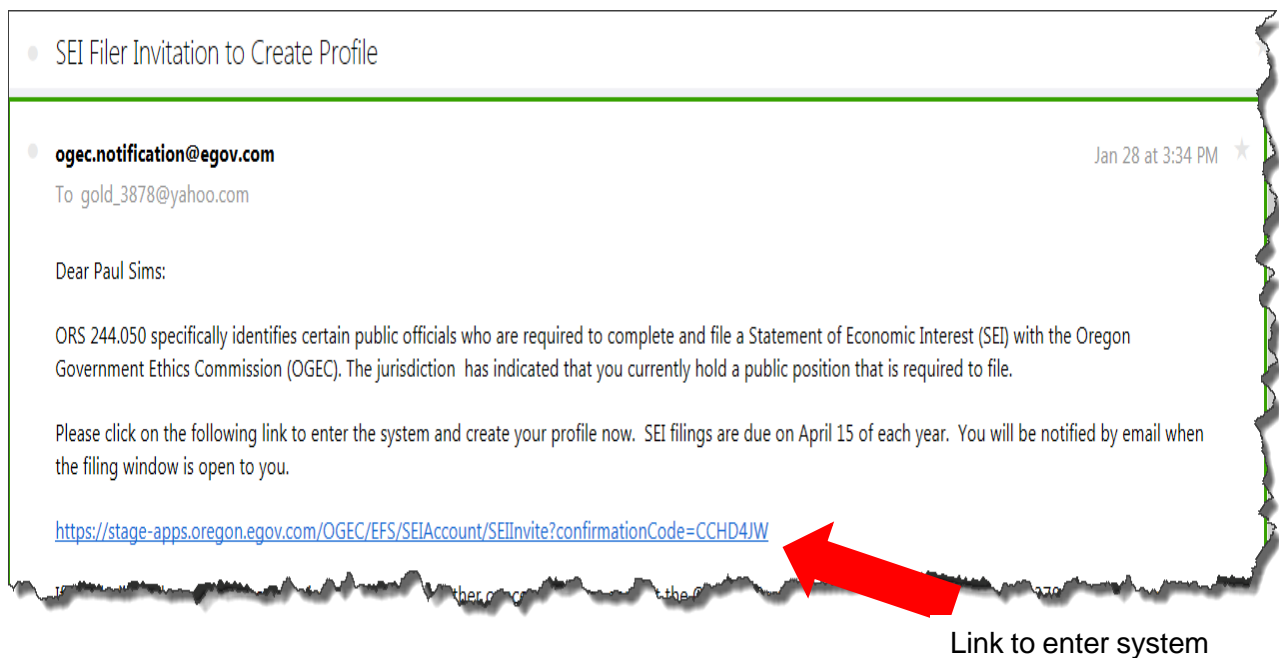 SEI Filer Invitation to Create Profile
ogec.notification@egov.com
Jan 28 at 3:34 PM
To gold_3878@yahoo.com
Dear Paul Sims:
ORS 244.050 specifically identifies certain public officials who are required to complete and file a Statement of Economic Interest (SEI) with the Oregon
Government Ethics Commission (OGEC). The jurisdiction has indicated that you currently hold a public position that is required to file.
Please click on the following link to enter the system and create your profile now. SEI filings are due on April 15 of each year. You will be notified by email when
the filing window is open to you.
https://stage-apps.oregon.egov.com/OGEC/EFS/SEIAccount/SEIInvite?confirmationCode=CCHD4JW
Link to enter system